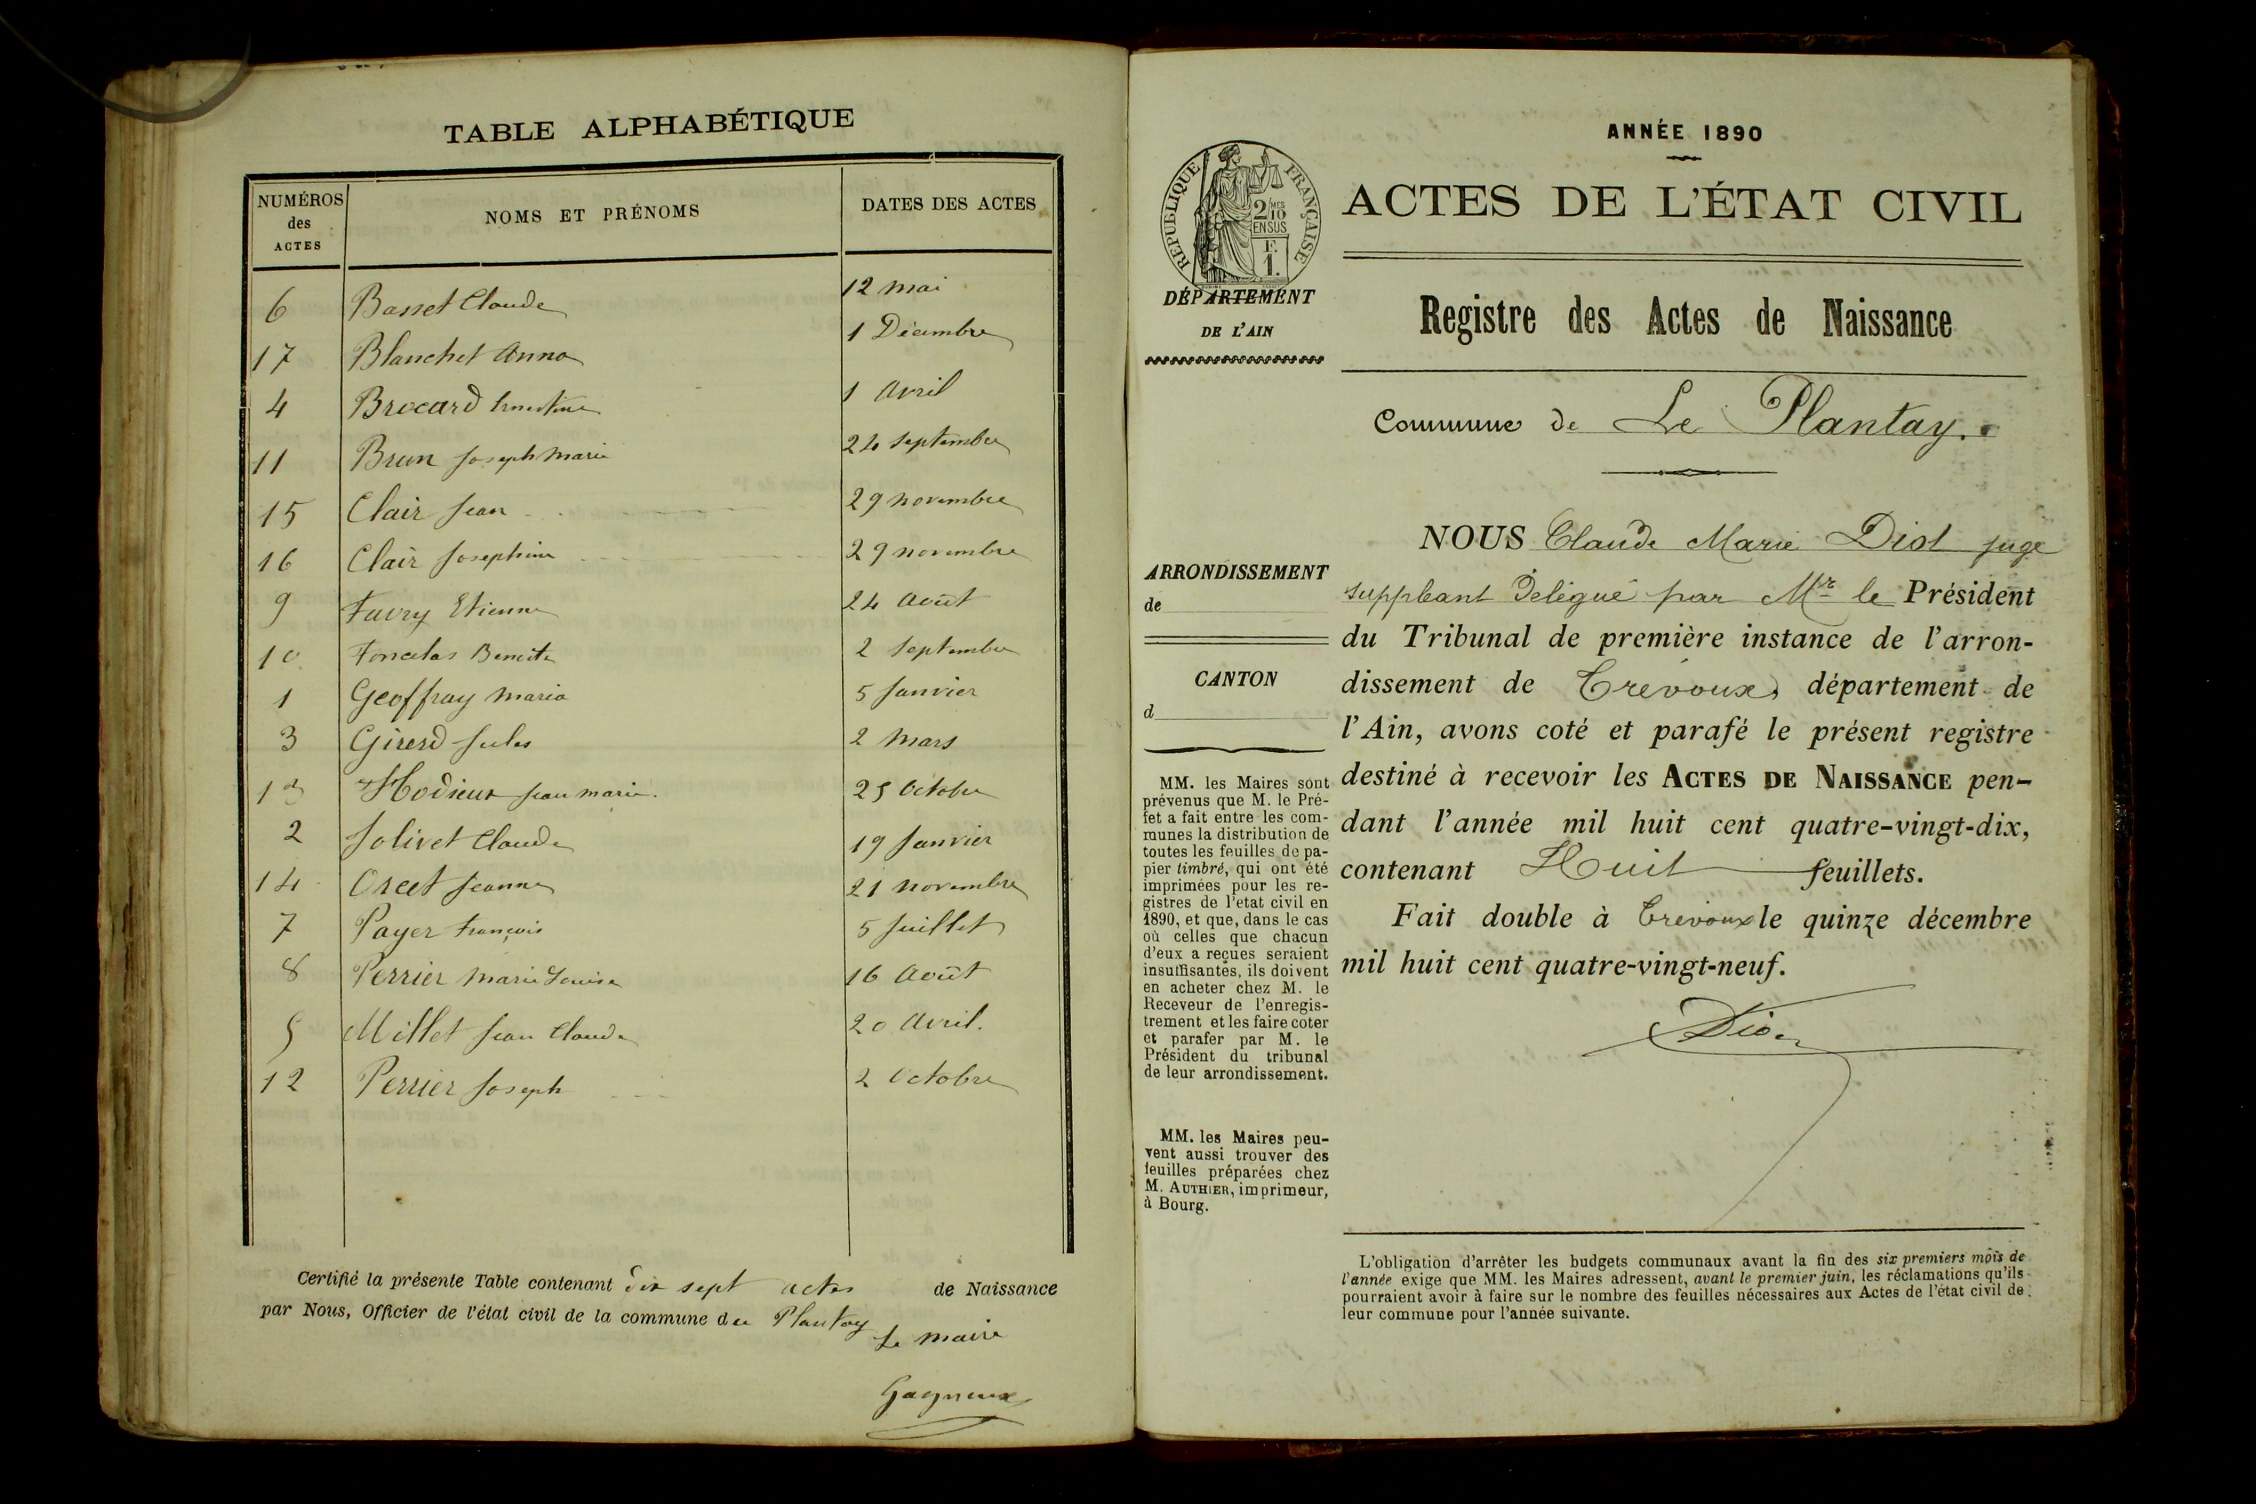 TABLE ALPHABÉTIQUE
NUMÉROS des ACTES
NOMS ET PRÉNOMS
DATES DES ACTES
6 Basset Claude 12 mai
17 Blanchet Anna 1 Décembre
4 Brocard Ernestine 1 Avril
11 Brun Joseph Marie 24 septembre
15 Clair Jean 29 novembre
16 Clair Josephine 29 novembre
9 Favry Etienne 24 Août
10 Benoite 2 septembre
1 Geoffray Maria 5 Janvier
3 Girerd Jules 2 Mars
13 Hodieux Jean marie. 25 Octobre
2 Jolivet Claude 19 Janvier
14 Orcet Jeanne 21 novembre
7 Payer François 5 Juillet
8 Perrier Marie Louise 16 Août
5 Millet Jean Claude 20 Avril.
12 Perrier Joseph 2 Octobre
Certifié la présente Table contenant dix sept actes de Naissance
par Nous, Officier de l'état civil de la commune du Plantay
Le maire
Gagneux
ANNÉE 1890
RÉPUBLIQUE FRANÇAISE
2/10 MES
EN SUS
F.
1.
ACTES DE L'ÉTAT CIVIL
DÉPARTEMENT
DE L'AIN
Registre des Actes de Naissance
Commune de Le Plantay.
NOUS Claude Marie Diot juge
suppleant Délégué par Mr le Président
du Tribunal de première instance de l'arron-
dissement de Trévoux, département de
l'Ain, avons coté et parafé le présent registre
destiné à recevoir les ACTES DE NAISSANCE pen-
dant l'année mil huit cent quatre-vingt-dix,
contenant Huit feuillets.
Fait double à Trévoux le quinze décembre
mil huit cent quatre-vingt-neuf.
Diot
ARRONDISSEMENT
de
CANTON
d
MM. les Maires sont
prévenus que M. le Pré-
fet a fait entre les com-
munes la distribution de
toutes les feuilles de pa-
pier timbré, qui ont été
imprimées pour les re-
gistres de l'etat civil en
1890, et que, dans le cas
où celles que chacun
d'eux a reçues seraient
insuffisantes, ils doivent
en acheter chez M. le
Receveur de l'enregis-
trement et les faire coter
et parafer par M. le
Président du tribunal
de leur arrondissement.
MM. les Maires peu-
vent aussi trouver des
feuilles préparées chez
M. AUTHIER, imprimeur,
à Bourg.
L'obligation d'arrêter les budgets communaux avant la fin des six premiers mois de
l'année exige que MM. les Maires adressent, avant le premier juin, les réclamations qu'ils
pourraient avoir à faire sur le nombre des feuilles nécessaires aux Actes de l'état civil de
leur commune pour l'année suivante.